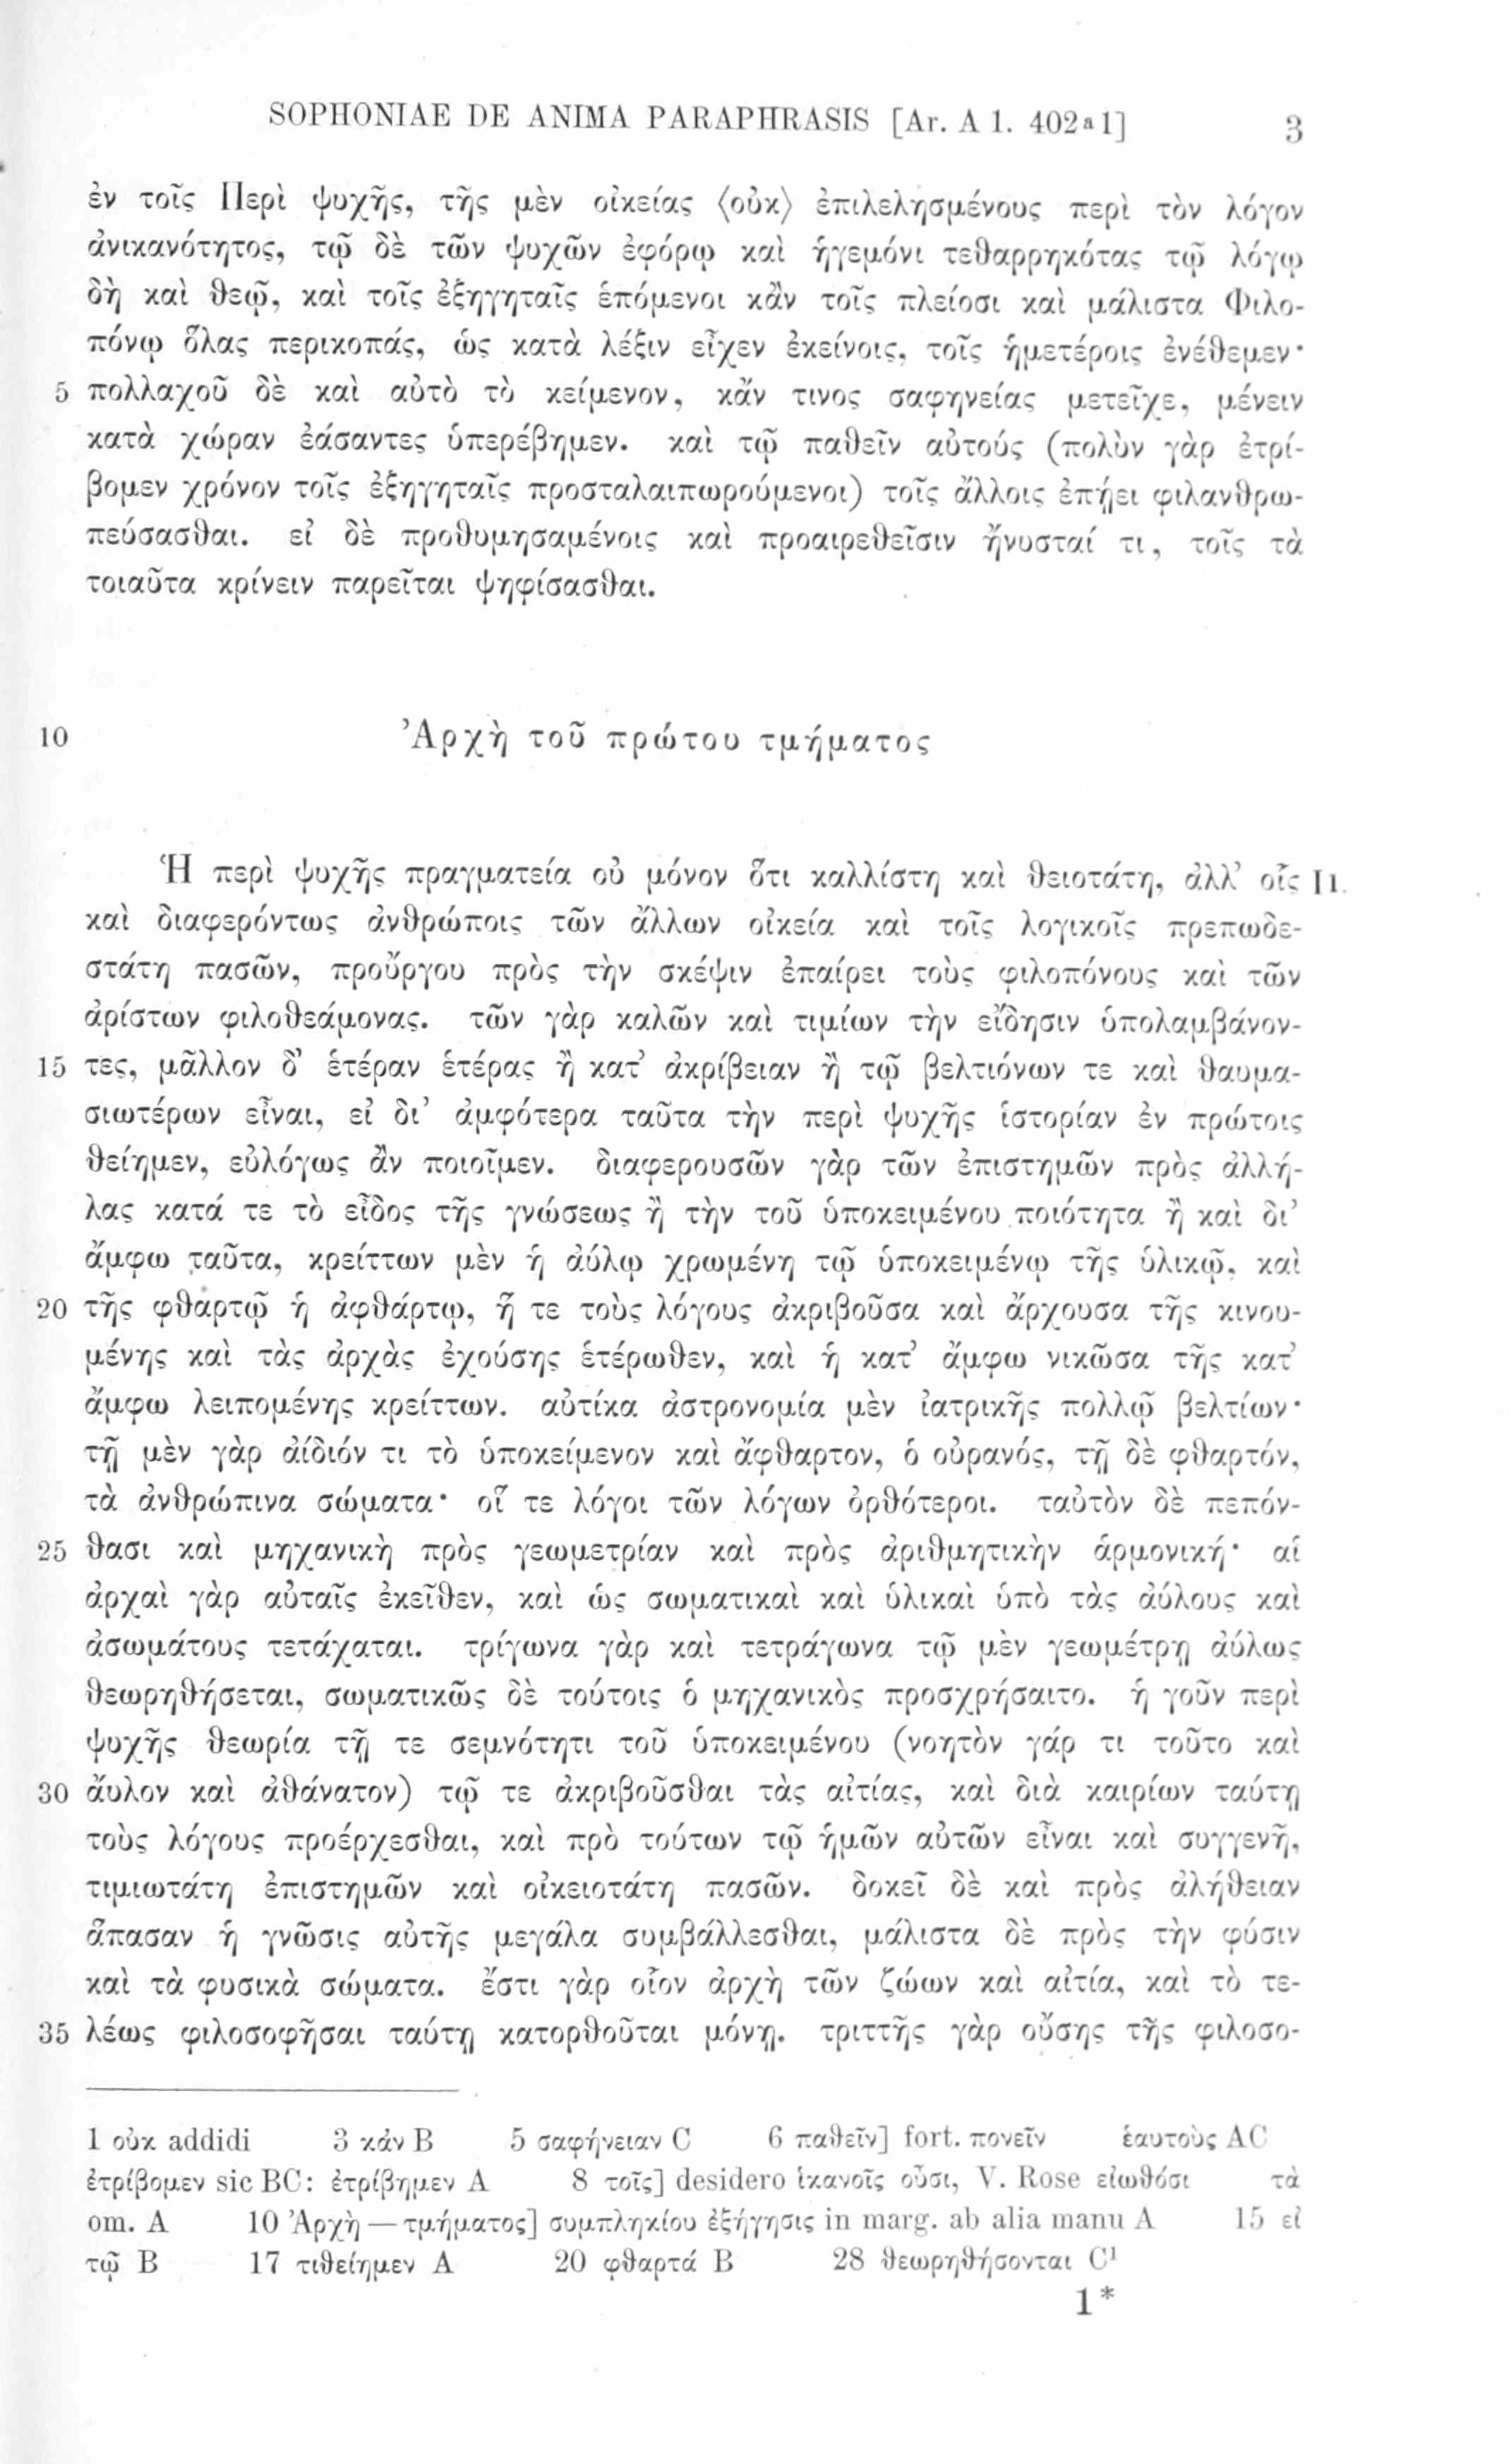 SOPHONIAE DE ANIMA PARAPHRASIS [Ar. A 1. 402ᵃ1] 3
ἐν τοῖς Περὶ ψυχῆς, τῆς μὲν οἰκείας ⟨οὐκ⟩ ἐπιλελησμένους περὶ τὸν λόγον
ἀνικανότητος, τῷ δὲ τῶν ψυχῶν ἐφόρῳ καὶ ἡγεμόνι τεθαρρηκότας τῷ λόγῳ
δὴ καὶ θεῷ, καὶ τοῖς ἐξηγηταῖς ἑπόμενοι κἂν τοῖς πλείοσι καὶ μάλιστα Φιλο-
πόνῳ ὅλας περικοπάς, ὡς κατὰ λέξιν εἶχεν ἐκείνοις, τοῖς ἡμετέροις ἐνέθεμεν·
5 πολλαχοῦ δὲ καὶ αὐτὸ τὸ κείμενον, κἄν τινος σαφηνείας μετεῖχε, μένειν
κατὰ χώραν ἐάσαντες ὑπερέβημεν. καὶ τῷ παθεῖν αὐτούς (πολὺν γὰρ ἐτρί-
βομεν χρόνον τοῖς ἐξηγηταῖς προσταλαιπωρούμενοι) τοῖς ἄλλοις ἐπῄει φιλανθρω-
πεύσασθαι. εἰ δὲ προθυμησαμένοις καὶ προαιρεθεῖσιν ἤνυσταί τι, τοῖς τὰ
τοιαῦτα κρίνειν παρεῖται ψηφίσασθαι.
10 Ἀρχὴ τοῦ πρώτου τμήματος
Ἡ περὶ ψυχῆς πραγματεία οὐ μόνον ὅτι καλλίστη καὶ θειοτάτη, ἀλλ’ οἷς I1
καὶ διαφερόντως ἀνθρώποις τῶν ἄλλων οἰκεία καὶ τοῖς λογικοῖς πρεπωδε-
στάτη πασῶν, προὔργου πρὸς τὴν σκέψιν ἐπαίρει τοὺς φιλοπόνους καὶ τῶν
ἀρίστων φιλοθεάμονας. τῶν γὰρ καλῶν καὶ τιμίων τὴν εἴδησιν ὑπολαμβάνον-
15 τες, μᾶλλον δ’ ἑτέραν ἑτέρας ἢ κατ’ ἀκρίβειαν ἢ τῷ βελτιόνων τε καὶ θαυμα-
σιωτέρων εἶναι, εἰ δι’ ἀμφότερα ταῦτα τὴν περὶ ψυχῆς ἱστορίαν ἐν πρώτοις
θείημεν, εὐλόγως ἂν ποιοῖμεν. διαφερουσῶν γὰρ τῶν ἐπιστημῶν πρὸς ἀλλή-
λας κατά τε τὸ εἶδος τῆς γνώσεως ἢ τὴν τοῦ ὑποκειμένου ποιότητα ἢ καὶ δι’
ἄμφω ταῦτα, κρείττων μὲν ἡ ἀύλῳ χρωμένη τῷ ὑποκειμένῳ τῆς ὑλικῷ, καὶ
20 τῆς φθαρτῷ ἡ ἀφθάρτῳ, ἥ τε τοὺς λόγους ἀκριβοῦσα καὶ ἄρχουσα τῆς κινου-
μένης καὶ τὰς ἀρχὰς ἐχούσης ἑτέρωθεν, καὶ ἡ κατ’ ἄμφω νικῶσα τῆς κατ’
ἄμφω λειπομένης κρείττων. αὐτίκα ἀστρονομία μὲν ἰατρικῆς πολλῷ βελτίων·
τῇ μὲν γὰρ ἀίδιόν τι τὸ ὑποκείμενον καὶ ἄφθαρτον, ὁ οὐρανός, τῇ δὲ φθαρτόν,
τὰ ἀνθρώπινα σώματα· οἵ τε λόγοι τῶν λόγων ὀρθότεροι. ταὐτὸν δὲ πεπόν-
25 θασι καὶ μηχανικὴ πρὸς γεωμετρίαν καὶ πρὸς ἀριθμητικὴν ἁρμονική· αἱ
ἀρχαὶ γὰρ αὐταῖς ἐκεῖθεν, καὶ ὡς σωματικαὶ καὶ ὑλικαὶ ὑπὸ τὰς ἀύλους καὶ
ἀσωμάτους τετάχαται. τρίγωνα γὰρ καὶ τετράγωνα τῷ μὲν γεωμέτρῃ ἀύλως
θεωρηθήσεται, σωματικῶς δὲ τούτοις ὁ μηχανικὸς προσχρήσαιτο. ἡ γοῦν περὶ
ψυχῆς θεωρία τῇ τε σεμνότητι τοῦ ὑποκειμένου (νοητὸν γάρ τι τοῦτο καὶ
30 ἄυλον καὶ ἀθάνατον) τῷ τε ἀκριβοῦσθαι τὰς αἰτίας, καὶ διὰ καιρίων ταύτῃ
τοὺς λόγους προέρχεσθαι, καὶ πρὸ τούτων τῷ ἡμῶν αὐτῶν εἶναι καὶ συγγενῆ,
τιμιωτάτη ἐπιστημῶν καὶ οἰκειοτάτη πασῶν. δοκεῖ δὲ καὶ πρὸς ἀλήθειαν
ἅπασαν ἡ γνῶσις αὐτῆς μεγάλα συμβάλλεσθαι, μάλιστα δὲ πρὸς τὴν φύσιν
καὶ τὰ φυσικὰ σώματα. ἔστι γὰρ οἷον ἀρχὴ τῶν ζώων καὶ αἰτία, καὶ τὸ τε-
35 λέως φιλοσοφῆσαι ταύτῃ κατορθοῦται μόνῃ. τριττῆς γὰρ οὔσης τῆς φιλοσο-
1 οὐκ addidi 3 κἀν B 5 σαφήνειαν C 6 παθεῖν] fort. πονεῖν ἑαυτοὺς AC
ἐτρίβομεν sic BC: ἐτρίβημεν A 8 τοῖς] desidero ἱκανοῖς οὖσι, V. Rose εἰωθόσι τὰ
om. A 10 Ἀρχὴ — τμήματος] συμπληκίου ἐξήγησις in marg. ab alia manu A 15 εἰ
τῷ B 17 τιθείημεν A 20 φθαρτά B 28 θεωρηθήσονται C¹
1*